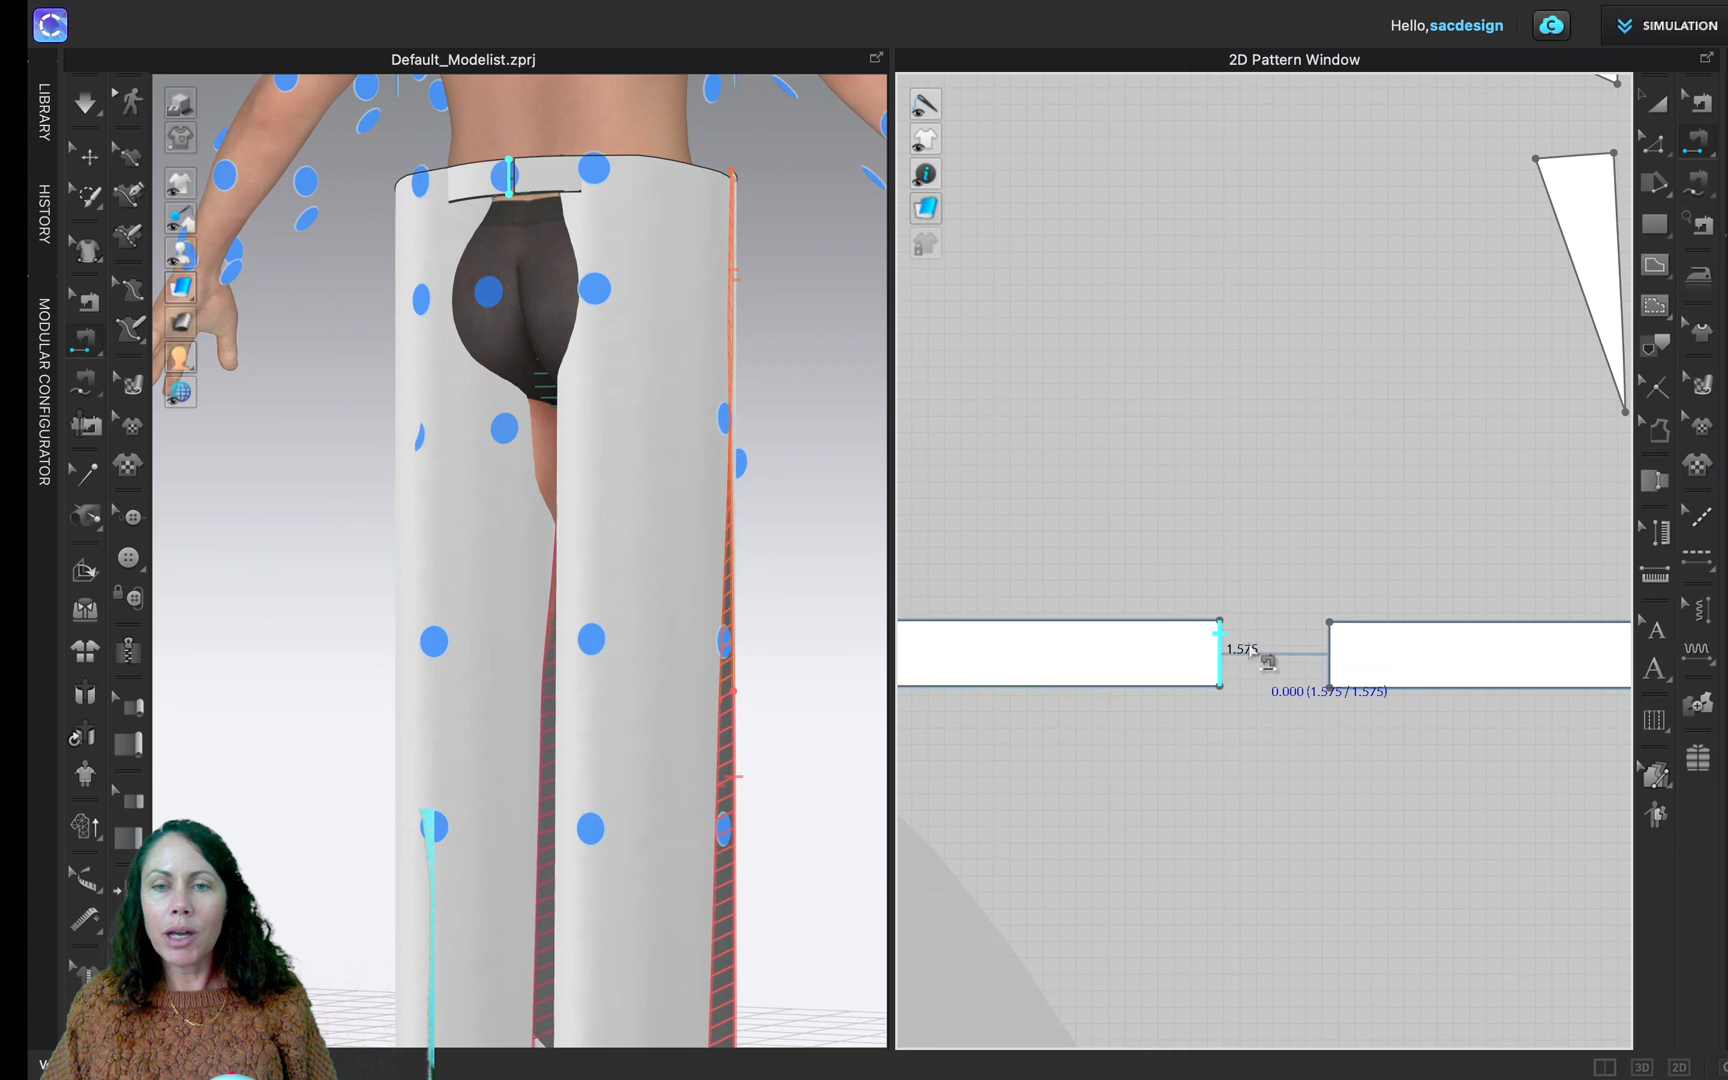 Hello,sacdesign
SIMULATION
Default_Modelist.zprj
2D Pattern Window
LIBRARY
HISTORY
MODULAR CONFIGURATOR
1.575
0.000 (1.575 / 1.575)
A
A
3D
2D